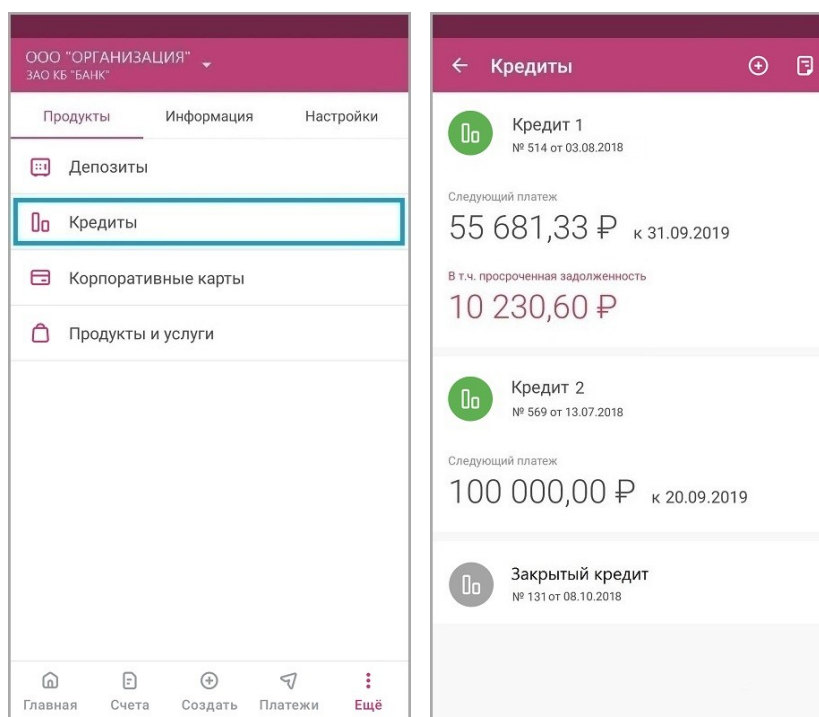 ООО "ОРГАНИЗАЦИЯ"
ЗАО КБ "БАНК"
Продукты Информация Настройки
Депозиты
Кредиты
Корпоративные карты
Продукты и услуги
Главная Счета Создать Платежи Ещё
Кредиты
Кредит 1
№ 514 от 03.08.2018
Следующий платеж
55 681,33 ₽ к 31.09.2019
В т.ч. просроченная задолженность
10 230,60 ₽
Кредит 2
№ 569 от 13.07.2018
Следующий платеж
100 000,00 ₽ к 20.09.2019
Закрытый кредит
№ 131 от 08.10.2018